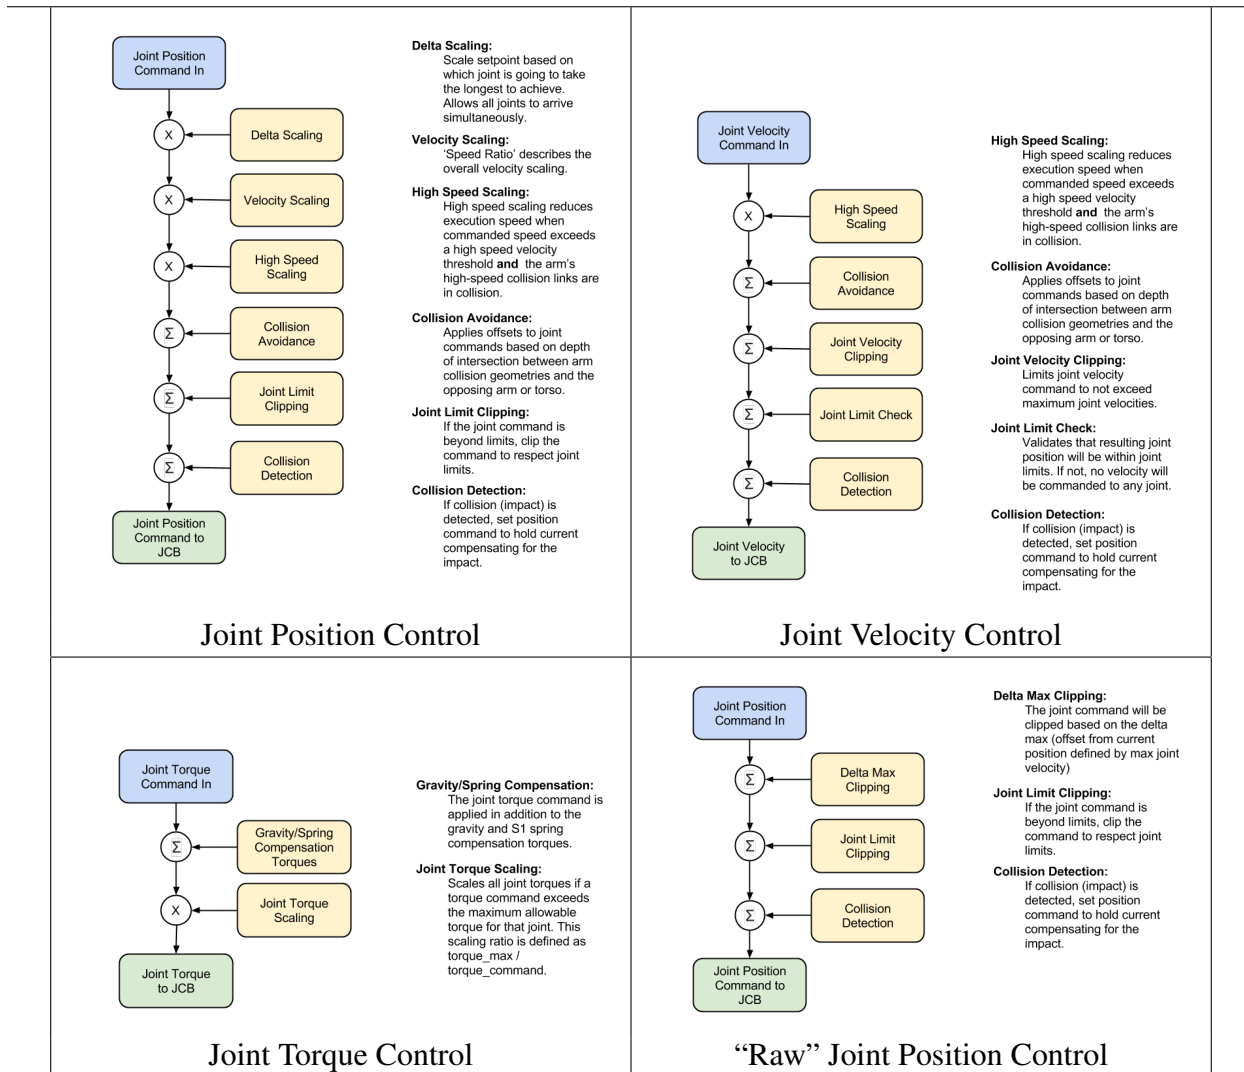 Joint Position
Command In
X
Delta Scaling
X
Velocity Scaling
X
High Speed
Scaling
Σ
Collision
Avoidance
Σ
Joint Limit
Clipping
Σ
Collision
Detection
Joint Position
Command to
JCB
Delta Scaling:
Scale setpoint based on
which joint is going to take
the longest to achieve.
Allows all joints to arrive
simultaneously.
Velocity Scaling:
'Speed Ratio' describes the
overall velocity scaling.
High Speed Scaling:
High speed scaling reduces
execution speed when
commanded speed exceeds
a high speed velocity
threshold and the arm's
high-speed collision links are
in collision.
Collision Avoidance:
Applies offsets to joint
commands based on depth
of intersection between arm
collision geometries and the
opposing arm or torso.
Joint Limit Clipping:
If the joint command is
beyond limits, clip the
command to respect joint
limits.
Collision Detection:
If collision (impact) is
detected, set position
command to hold current
compensating for the
impact.
Joint Position Control
Joint Velocity
Command In
X
High Speed
Scaling
Σ
Collision
Avoidance
Σ
Joint Velocity
Clipping
Σ
Joint Limit Check
Σ
Collision
Detection
Joint Velocity
to JCB
High Speed Scaling:
High speed scaling reduces
execution speed when
commanded speed exceeds
a high speed velocity
threshold and the arm's
high-speed collision links are
in collision.
Collision Avoidance:
Applies offsets to joint
commands based on depth
of intersection between arm
collision geometries and the
opposing arm or torso.
Joint Velocity Clipping:
Limits joint velocity
command to not exceed
maximum joint velocities.
Joint Limit Check:
Validates that resulting joint
position will be within joint
limits. If not, no velocity will
be commanded to any joint.
Collision Detection:
If collision (impact) is
detected, set position
command to hold current
compensating for the
impact.
Joint Velocity Control
Joint Torque
Command In
Σ
Gravity/Spring
Compensation
Torques
X
Joint Torque
Scaling
Joint Torque
to JCB
Gravity/Spring Compensation:
The joint torque command is
applied in addition to the
gravity and S1 spring
compensation torques.
Joint Torque Scaling:
Scales all joint torques if a
torque command exceeds
the maximum allowable
torque for that joint. This
scaling ratio is defined as
torque_max /
torque_command.
Joint Torque Control
Joint Position
Command In
Σ
Delta Max
Clipping
Σ
Joint Limit
Clipping
Σ
Collision
Detection
Joint Position
Command to
JCB
Delta Max Clipping:
The joint command will be
clipped based on the delta
max (offset from current
position defined by max joint
velocity)
Joint Limit Clipping:
If the joint command is
beyond limits, clip the
command to respect joint
limits.
Collision Detection:
If collision (impact) is
detected, set position
command to hold current
compensating for the
impact.
“Raw” Joint Position Control